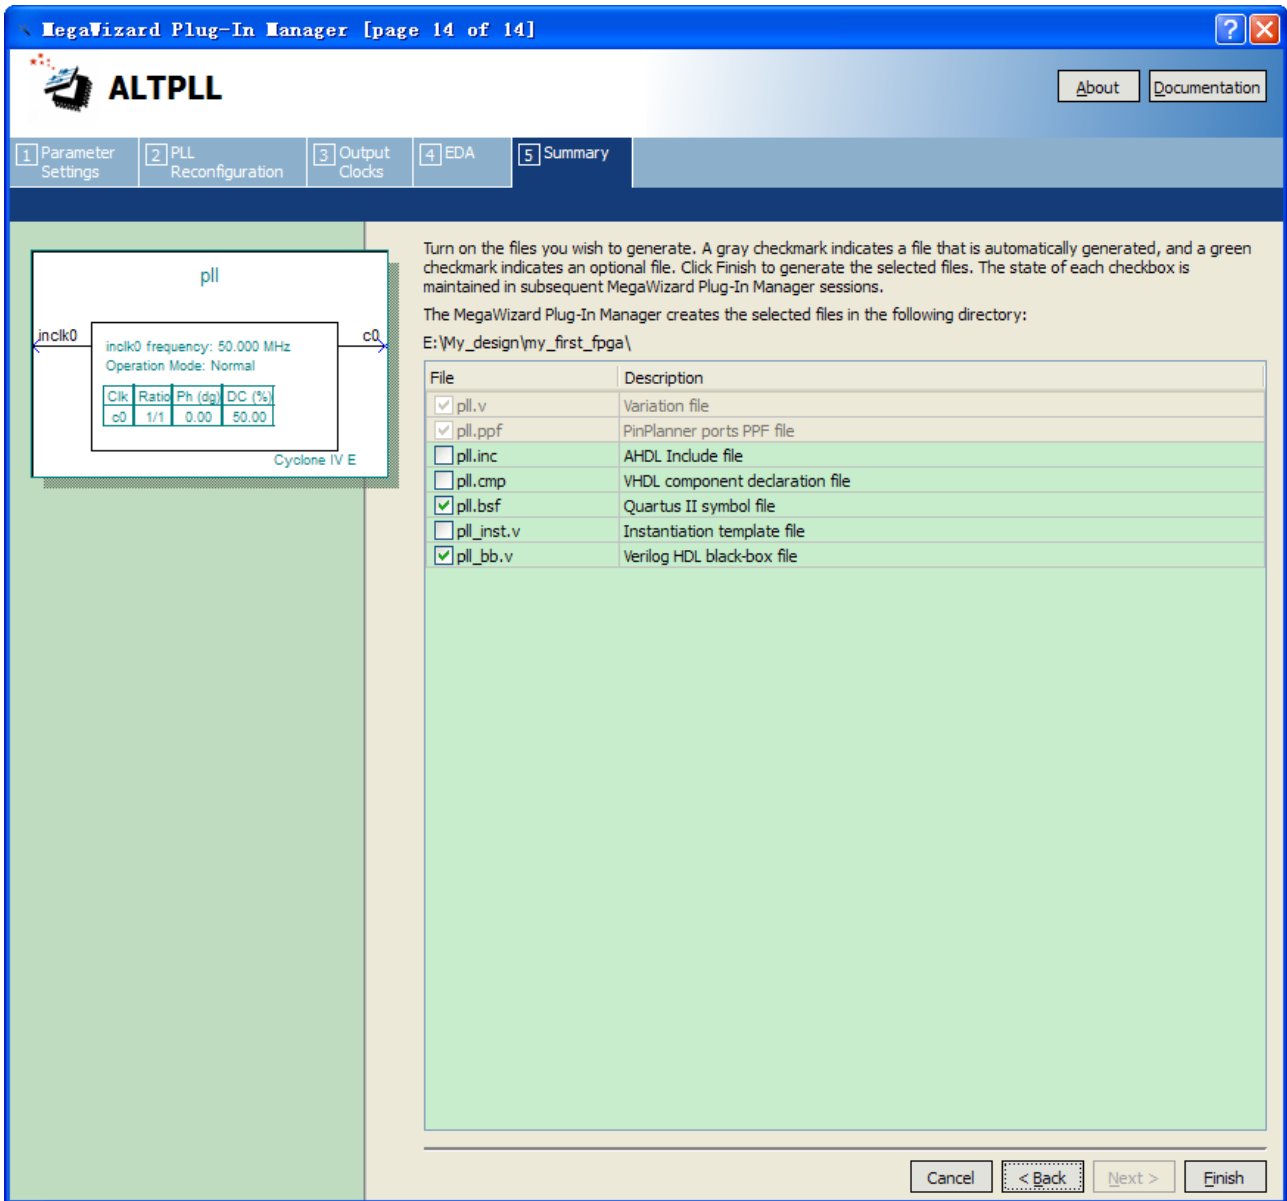 MegaWizard Plug-In Manager [page 14 of 14]
ALTPLL
About
Documentation
1 Parameter
Settings
2 PLL
Reconfiguration
3 Output
Clocks
4 EDA
5 Summary
pll
inclk0
c0
inclk0 frequency: 50.000 MHz
Operation Mode: Normal
Clk Ratio Ph (dg) DC (%)
c0 1/1 0.00 50.00
Cyclone IV E
Turn on the files you wish to generate. A gray checkmark indicates a file that is automatically generated, and a green
checkmark indicates an optional file. Click Finish to generate the selected files. The state of each checkbox is
maintained in subsequent MegaWizard Plug-In Manager sessions.
The MegaWizard Plug-In Manager creates the selected files in the following directory:
E:\My_design\my_first_fpga\
File Description
pll.v Variation file
pll.ppf PinPlanner ports PPF file
pll.inc AHDL Include file
pll.cmp VHDL component declaration file
pll.bsf Quartus II symbol file
pll_inst.v Instantiation template file
pll_bb.v Verilog HDL black-box file
Cancel
< Back
Next >
Finish